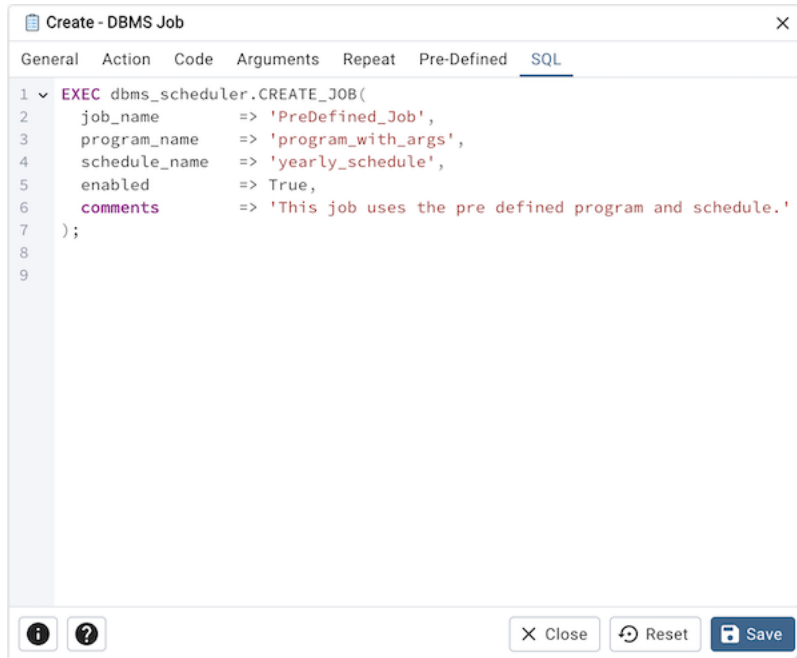 Create - DBMS Job
General Action Code Arguments Repeat Pre-Defined SQL
1 EXEC dbms_scheduler.CREATE_JOB(
2 job_name => 'PreDefined_Job',
3 program_name => 'program_with_args',
4 schedule_name => 'yearly_schedule',
5 enabled => True,
6 comments => 'This job uses the pre defined program and schedule.'
7 );
8
9
Close Reset Save